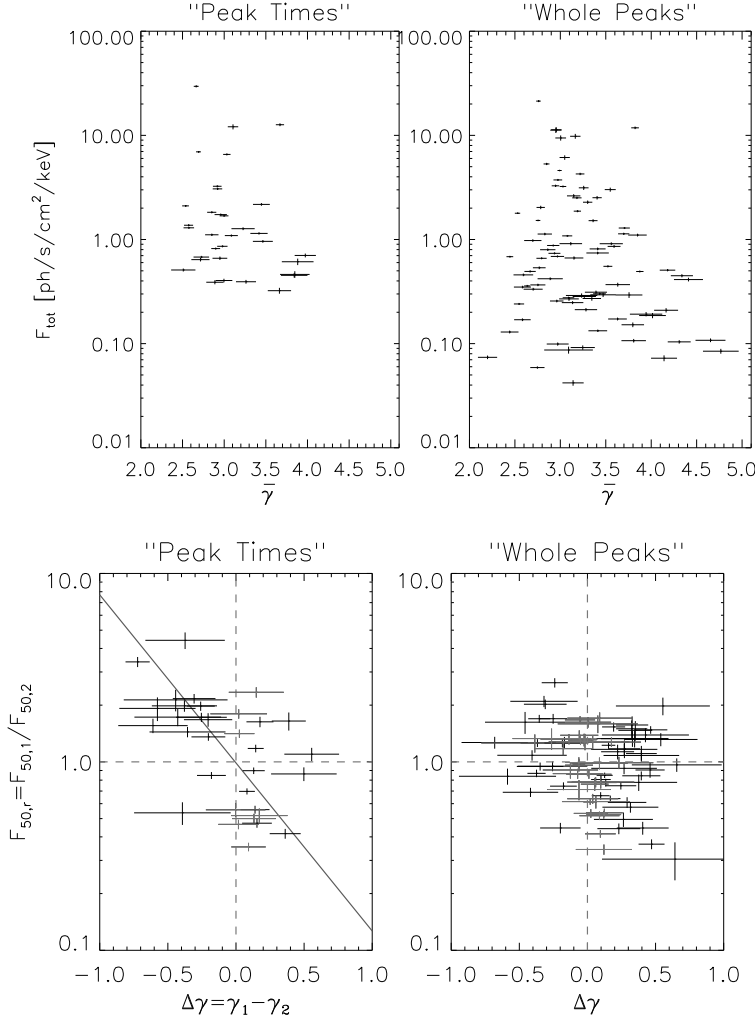 "Peak Times"
"Whole Peaks"
100.00
10.00
1.00
0.10
0.01
F_tot [ph/s/cm²/keV]
2.0 2.5 3.0 3.5 4.0 4.5 5.0
γ̄
100.00
10.00
1.00
0.10
0.01
2.0 2.5 3.0 3.5 4.0 4.5 5.0
γ̄
"Peak Times"
"Whole Peaks"
10.0
1.0
0.1
F_50,r=F_50,1/F_50,2
-1.0 -0.5 0.0 0.5 1.0
Δγ=γ₁-γ₂
10.0
1.0
0.1
-1.0 -0.5 0.0 0.5 1.0
Δγ